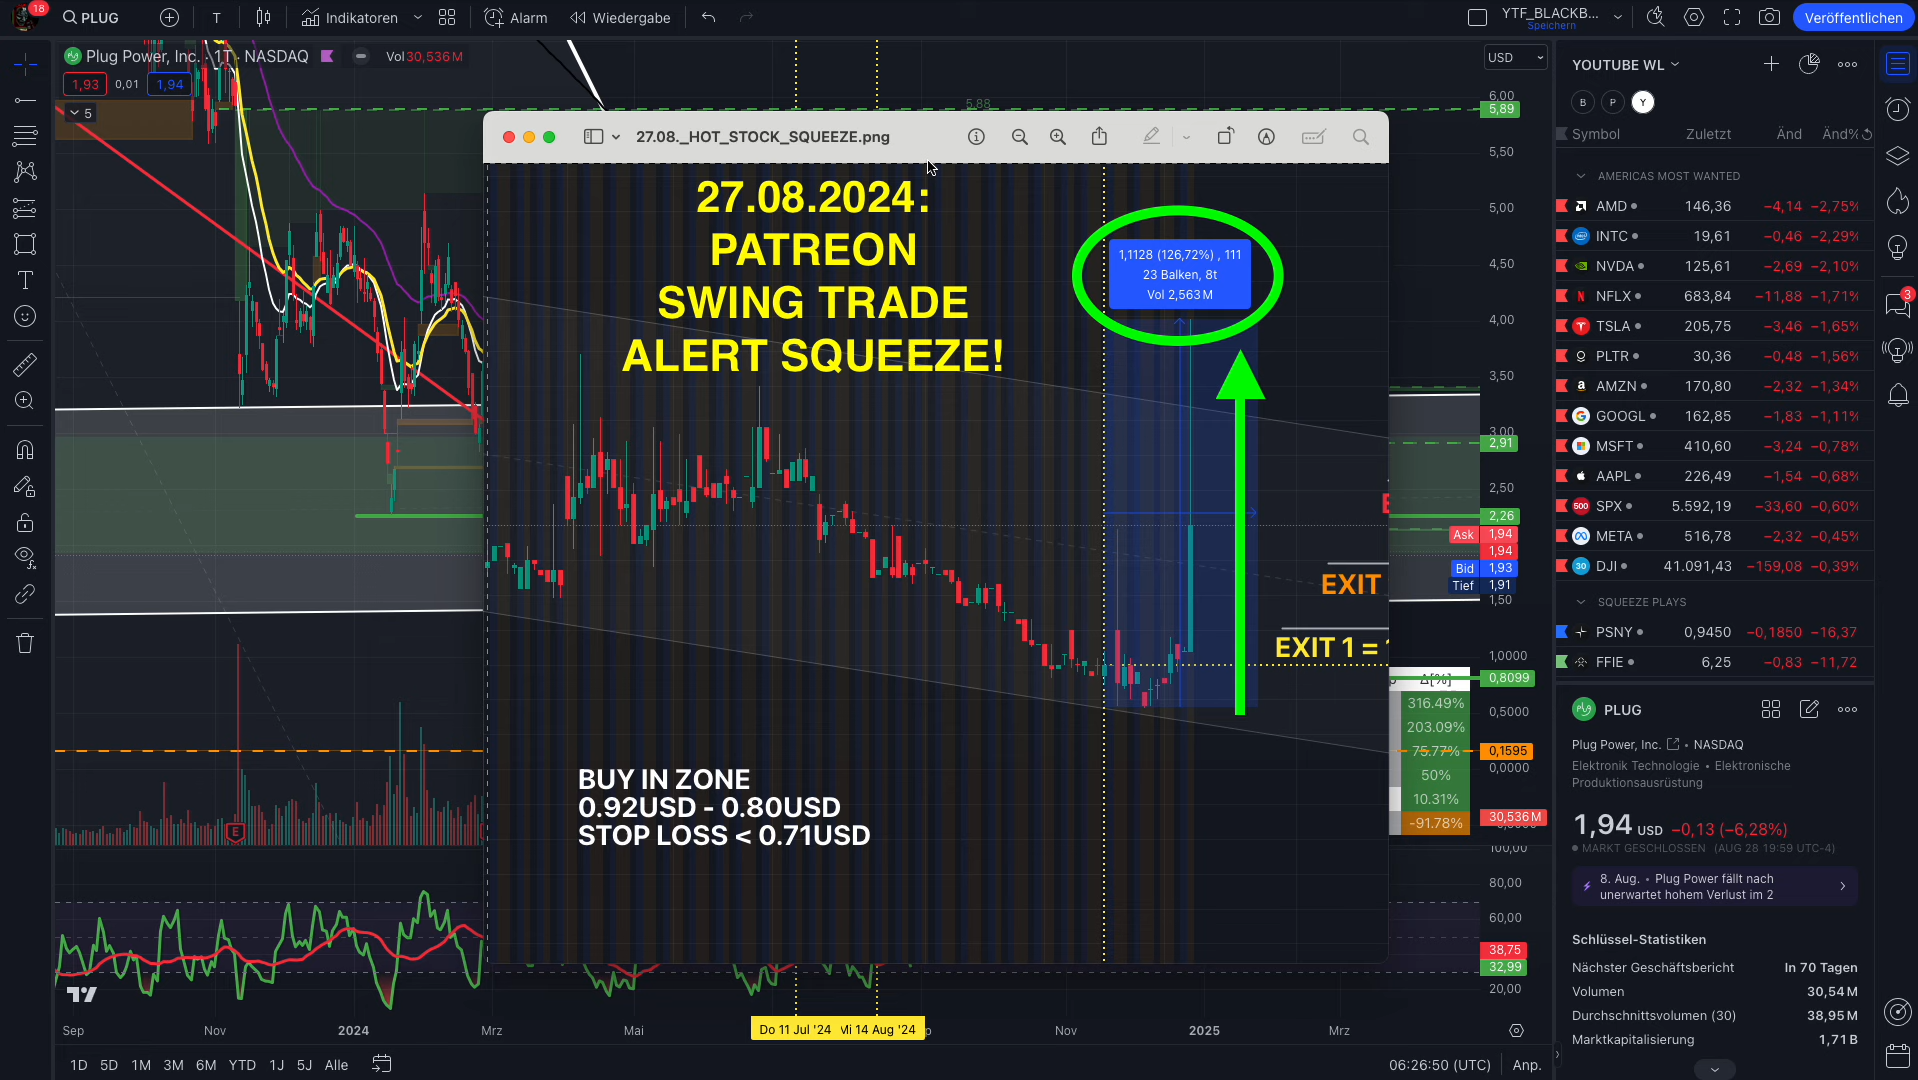 18
PLUG
T
Indikatoren
Alarm
Wiedergabe
YTF_BLACKB...
Speichern
Veröffentlichen
Plug Power, Inc. · 1T · NASDAQ
Vol 30,536 M
1,93
0,01
1,94
5
5,88
USD
6,00
5,89
5,50
5,00
4,50
4,00
3,50
3,00
2,91
2,50
2,26
Ask 1,94
1,94
Bid 1,93
Tief 1,91
1,50
1,0000
0,8099
0,5000
0,1595
0,0000
30,536 M
100,00
80,00
60,00
38,75
32,99
20,00
27.08._HOT_STOCK_SQUEEZE.png
27.08.2024:
PATREON
SWING TRADE
ALERT SQUEEZE!
1,1128 (126,72%) , 111
23 Balken, 8t
Vol 2,563 M
EXIT
EXIT 1 =
BUY IN ZONE
0.92USD - 0.80USD
STOP LOSS < 0.71USD
Δ[%]
316.49%
203.09%
75.77%
50%
10.31%
-91.78%
E
Sep
Nov
2024
Mrz
Mai
Do 11 Jul '24
Mi 14 Aug '24
Nov
2025
Mrz
1D 5D 1M 3M 6M YTD 1J 5J Alle
06:26:50 (UTC)
Anp.
YOUTUBE WL
B P Y
Symbol Zuletzt Änd Änd%
AMERICAS MOST WANTED
AMD 146,36 −4,14 −2,75%
INTC 19,61 −0,46 −2,29%
NVDA 125,61 −2,69 −2,10%
NFLX 683,84 −11,88 −1,71%
TSLA 205,75 −3,46 −1,65%
PLTR 30,36 −0,48 −1,56%
AMZN 170,80 −2,32 −1,34%
GOOGL 162,85 −1,83 −1,11%
MSFT 410,60 −3,24 −0,78%
AAPL 226,49 −1,54 −0,68%
500 SPX 5.592,19 −33,60 −0,60%
META 516,78 −2,32 −0,45%
30 DJI 41.091,43 −159,08 −0,39%
SQUEEZE PLAYS
PSNY 0,9450 −0,1850 −16,37
FFIE 6,25 −0,83 −11,72
PLUG
Plug Power, Inc. • NASDAQ
Elektronik Technologie • Elektronische
Produktionsausrüstung
1,94 USD −0,13 (−6,28%)
MARKT GESCHLOSSEN (AUG 28 19:59 UTC-4)
8. Aug. • Plug Power fällt nach
unerwartet hohem Verlust im 2
Schlüssel-Statistiken
Nächster Geschäftsbericht In 70 Tagen
Volumen 30,54 M
Durchschnittsvolumen (30) 38,95 M
Marktkapitalisierung 1,71 B
3